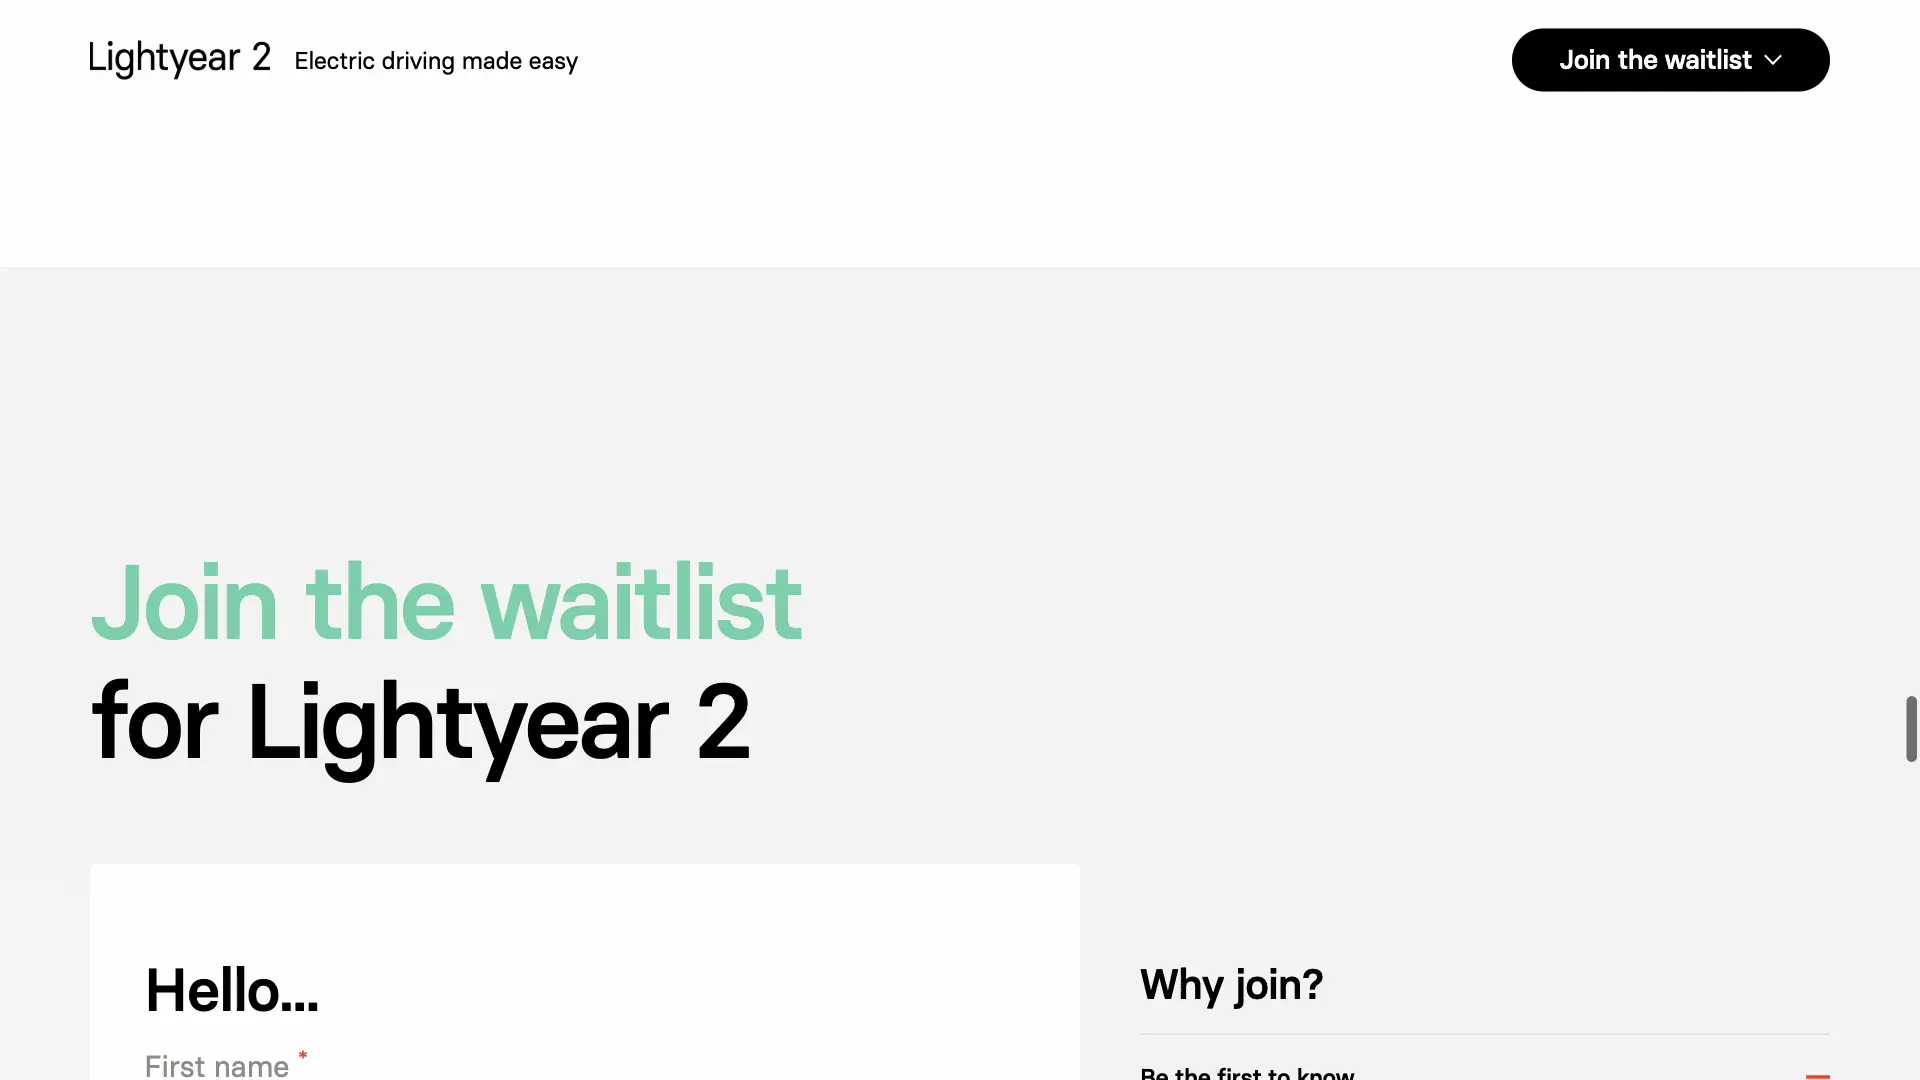 Lightyear 2 Electric driving made easy
Join the waitlist
Join the waitlist
for Lightyear 2
Hello...
Why join?
First name *
Be the first to know